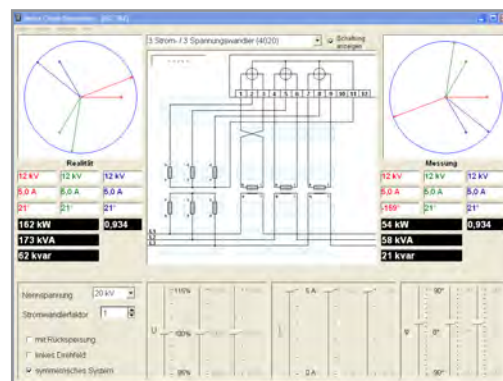 3 Strom- / 3 Spannungswandler (4020)
Schaltung anzeigen
1 2 3 4 5 6 7 8 9 10 11 12
Realität
12 kV 12 kV 12 kV
5,0 A 5,0 A 5,0 A
21° 21° 21°
162 kW 0,934
173 kVA
62 kvar
Messung
12 kV 12 kV 12 kV
5,0 A 5,0 A 5,0 A
-159° 21° 21°
54 kW 0,934
58 kVA
21 kvar
Nennspannung 20 kV
Stromwandlerfaktor 1
mit Rückspeisung
linkes Drehfeld
symmetrisches System
U
110%
100%
I
5 A
0 A
φ
90°
0°
-90°